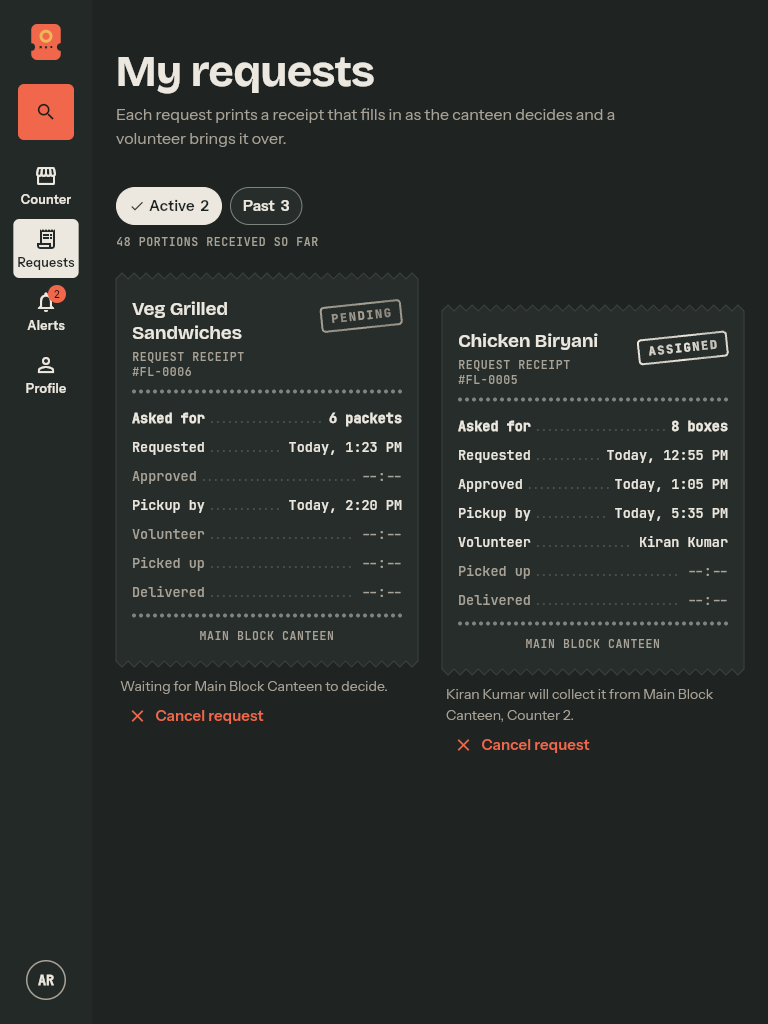 My requests
Each request prints a receipt that fills in as the canteen decides and a
volunteer brings it over.
Active 2
Past 3
48 PORTIONS RECEIVED SO FAR
Counter
Requests
2
Alerts
Profile
AR
Veg Grilled
Sandwiches
PENDING
REQUEST RECEIPT
#FL-0006
Asked for 6 packets
Requested Today, 1:23 PM
Approved --:--
Pickup by Today, 2:20 PM
Volunteer --:--
Picked up --:--
Delivered --:--
MAIN BLOCK CANTEEN
Waiting for Main Block Canteen to decide.
Cancel request
Chicken Biryani
ASSIGNED
REQUEST RECEIPT
#FL-0005
Asked for 8 boxes
Requested Today, 12:55 PM
Approved Today, 1:05 PM
Pickup by Today, 5:35 PM
Volunteer Kiran Kumar
Picked up --:--
Delivered --:--
MAIN BLOCK CANTEEN
Kiran Kumar will collect it from Main Block
Canteen, Counter 2.
Cancel request